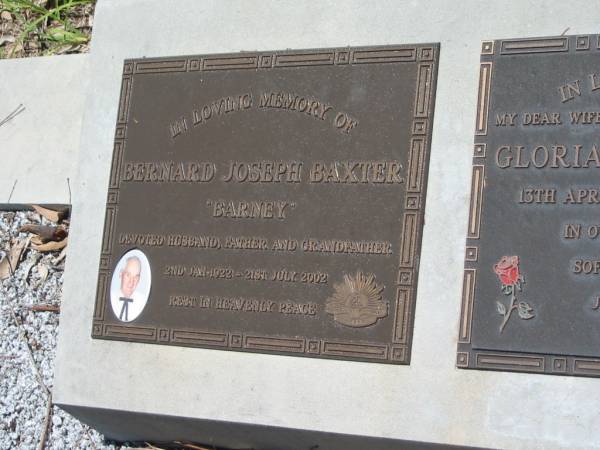 IN LOVING MEMORY OF
BERNARD JOSEPH BAXTER
"BARNEY"
DEVOTED HUSBAND, FATHER AND GRANDFATHER
2ND JAN 1922 - 21ST JULY 2002
REST IN HEAVENLY PEACE
IN L
MY DEAR WIFE
GLORIA
13TH APR
IN O
SOF
J